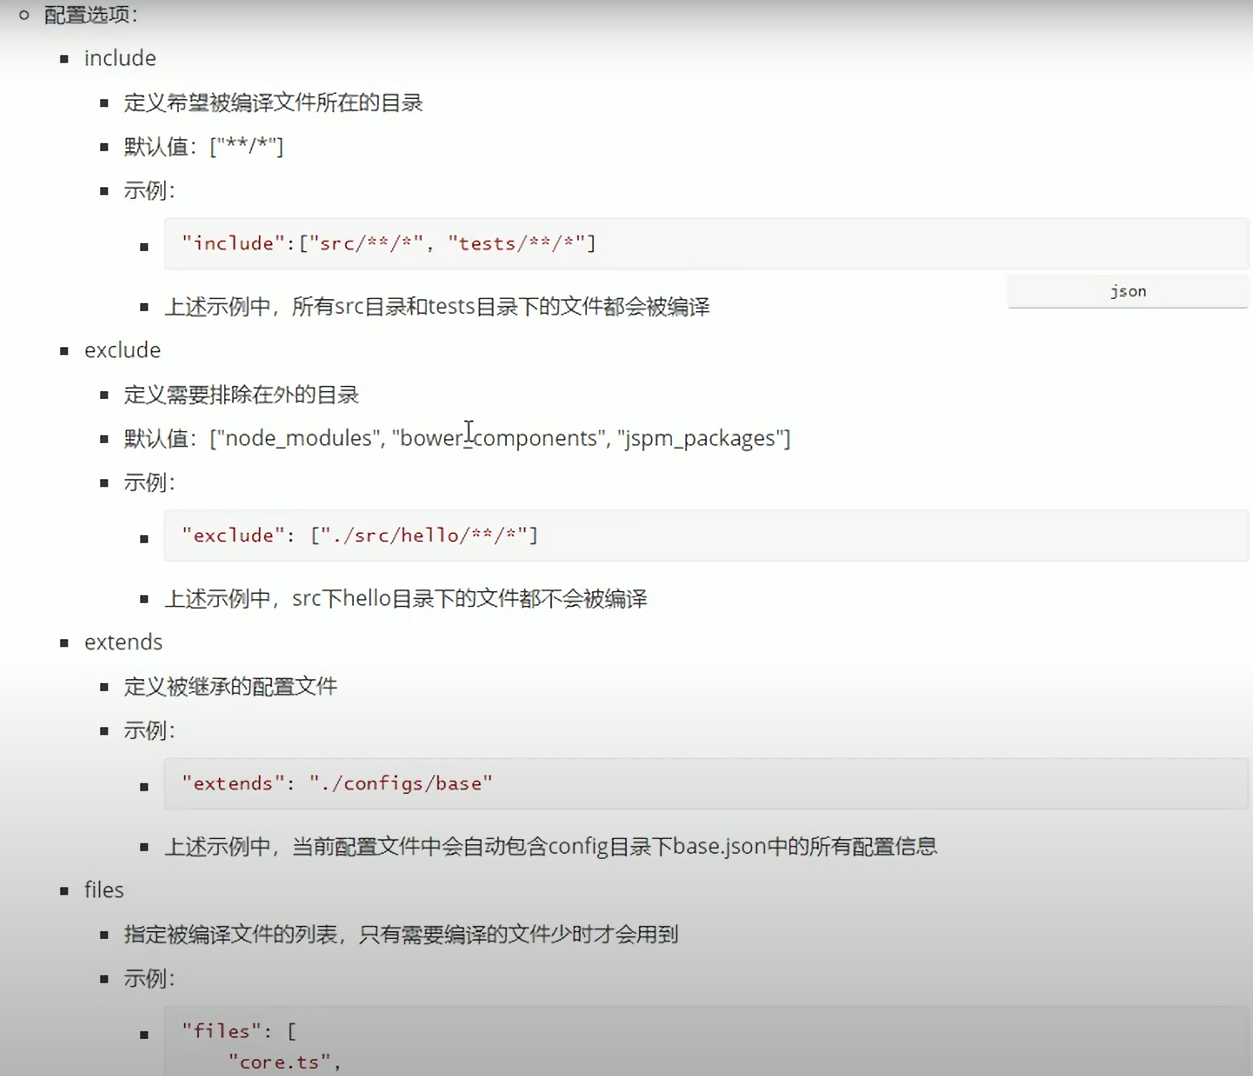 配置选项：
include
定义希望被编译文件所在的目录
默认值：["**/*"]
示例：
"include":["src/**/*", "tests/**/*"]
json
上述示例中，所有src目录和tests目录下的文件都会被编译
exclude
定义需要排除在外的目录
默认值：["node_modules", "bower_components", "jspm_packages"]
示例：
"exclude": ["./src/hello/**/*"]
上述示例中，src下hello目录下的文件都不会被编译
extends
定义被继承的配置文件
示例：
"extends": "./configs/base"
上述示例中，当前配置文件中会自动包含config目录下base.json中的所有配置信息
files
指定被编译文件的列表，只有需要编译的文件少时才会用到
示例：
"files": [
"core.ts",